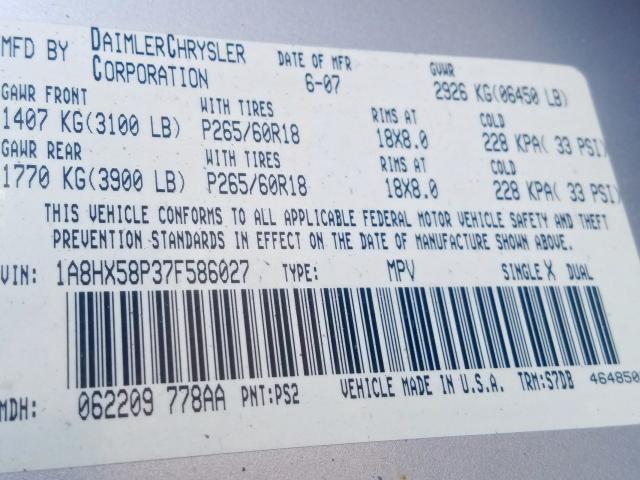 MFD BY DAIMLERCHRYSLER CORPORATION DATE OF MFR 6-07 GVWR 2926 KG(06450 LB)
GAWR FRONT WITH TIRES RIMS AT COLD
1407 KG(3100 LB) P265/60R18 18X8.0 228 KPA( 33 PSI)
GAWR REAR WITH TIRES RIMS AT COLD
1770 KG(3900 LB) P265/60R18 18X8.0 228 KPA( 33 PSI)
THIS VEHICLE CONFORMS TO ALL APPLICABLE FEDERAL MOTOR VEHICLE SAFETY AND THEFT
PREVENTION STANDARDS IN EFFECT ON THE DATE OF MANUFACTURE SHOWN ABOVE.
VIN: 1A8HX58P37F586027 TYPE: MPV SINGLE X DUAL
MDH: 062209 778AA PNT:PS2 VEHICLE MADE IN U.S.A. TRM:S7DB